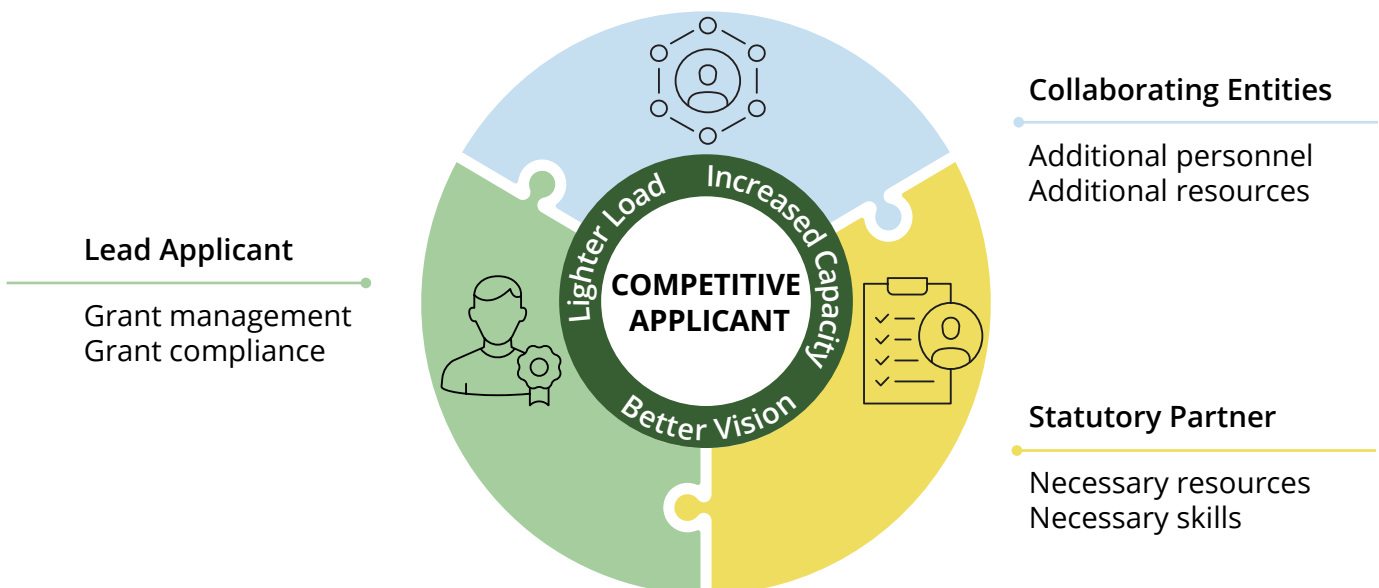 Collaborating Entities
Additional personnel
Additional resources
Lead Applicant
Grant management
Grant compliance
Lighter Load
Increased Capacity
Better Vision
COMPETITIVE
APPLICANT
Statutory Partner
Necessary resources
Necessary skills